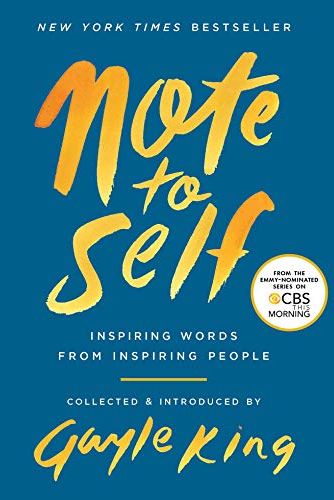 NEW YORK TIMES BESTSELLER
note
to
self
FROM THE
EMMY-NOMINATED
SERIES ON
CBS
THIS
MORNING
INSPIRING WORDS
FROM INSPIRING PEOPLE
COLLECTED & INTRODUCED BY
Gayle King